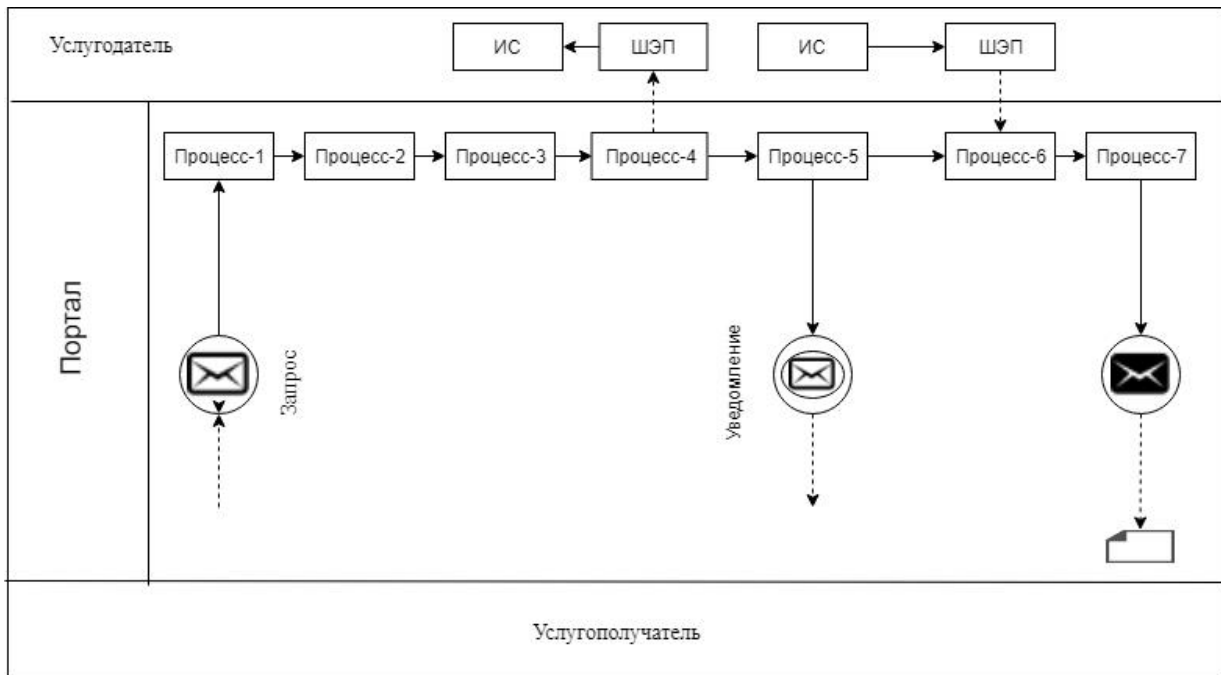 Услугодатель
ИС
ШЭП
ИС
ШЭП
Процесс-1
Процесс-2
Процесс-3
Процесс-4
Процесс-5
Процесс-6
Процесс-7
Портал
Запрос
Уведомление
Услугополучатель